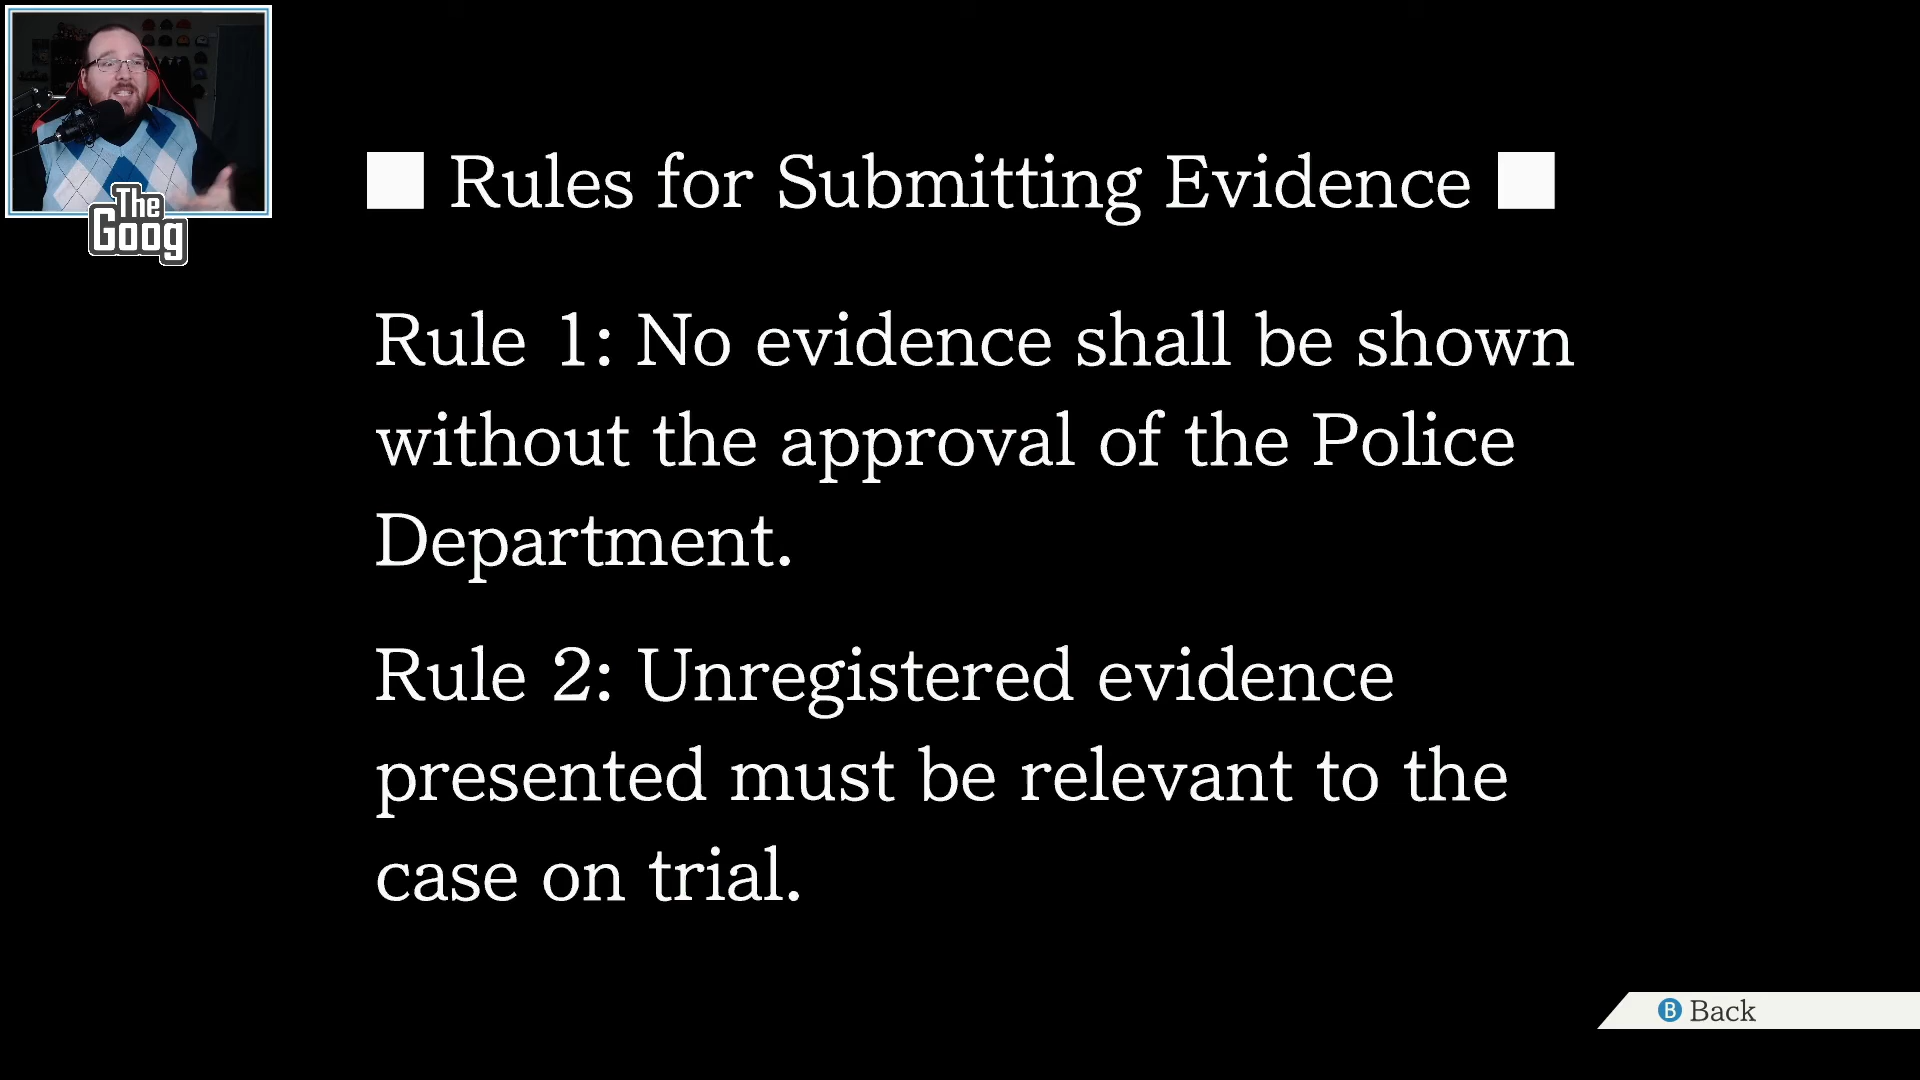 The
Goog
■ Rules for Submitting Evidence ■
Rule 1: No evidence shall be shown
without the approval of the Police
Department.
Rule 2: Unregistered evidence
presented must be relevant to the
case on trial.
B Back